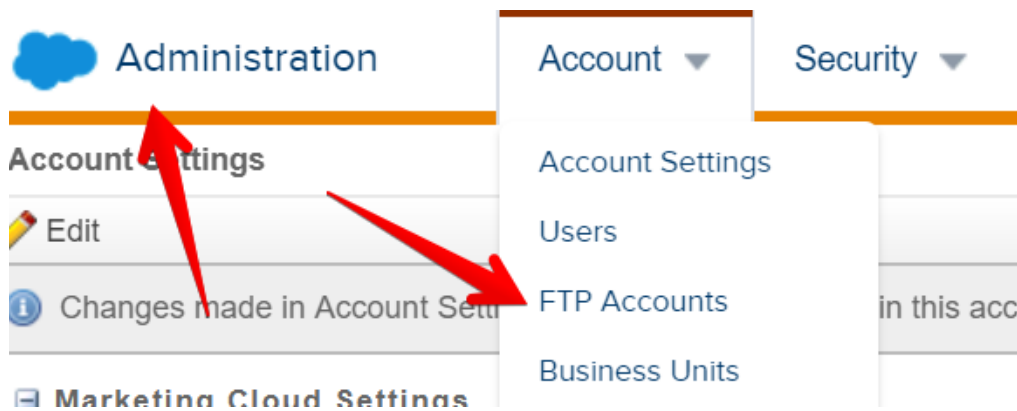 Administration
Account
Security
Account Settings
Edit
Changes made in Account Setti
in this acc
Marketing Cloud Settings
Account Settings
Users
FTP Accounts
Business Units